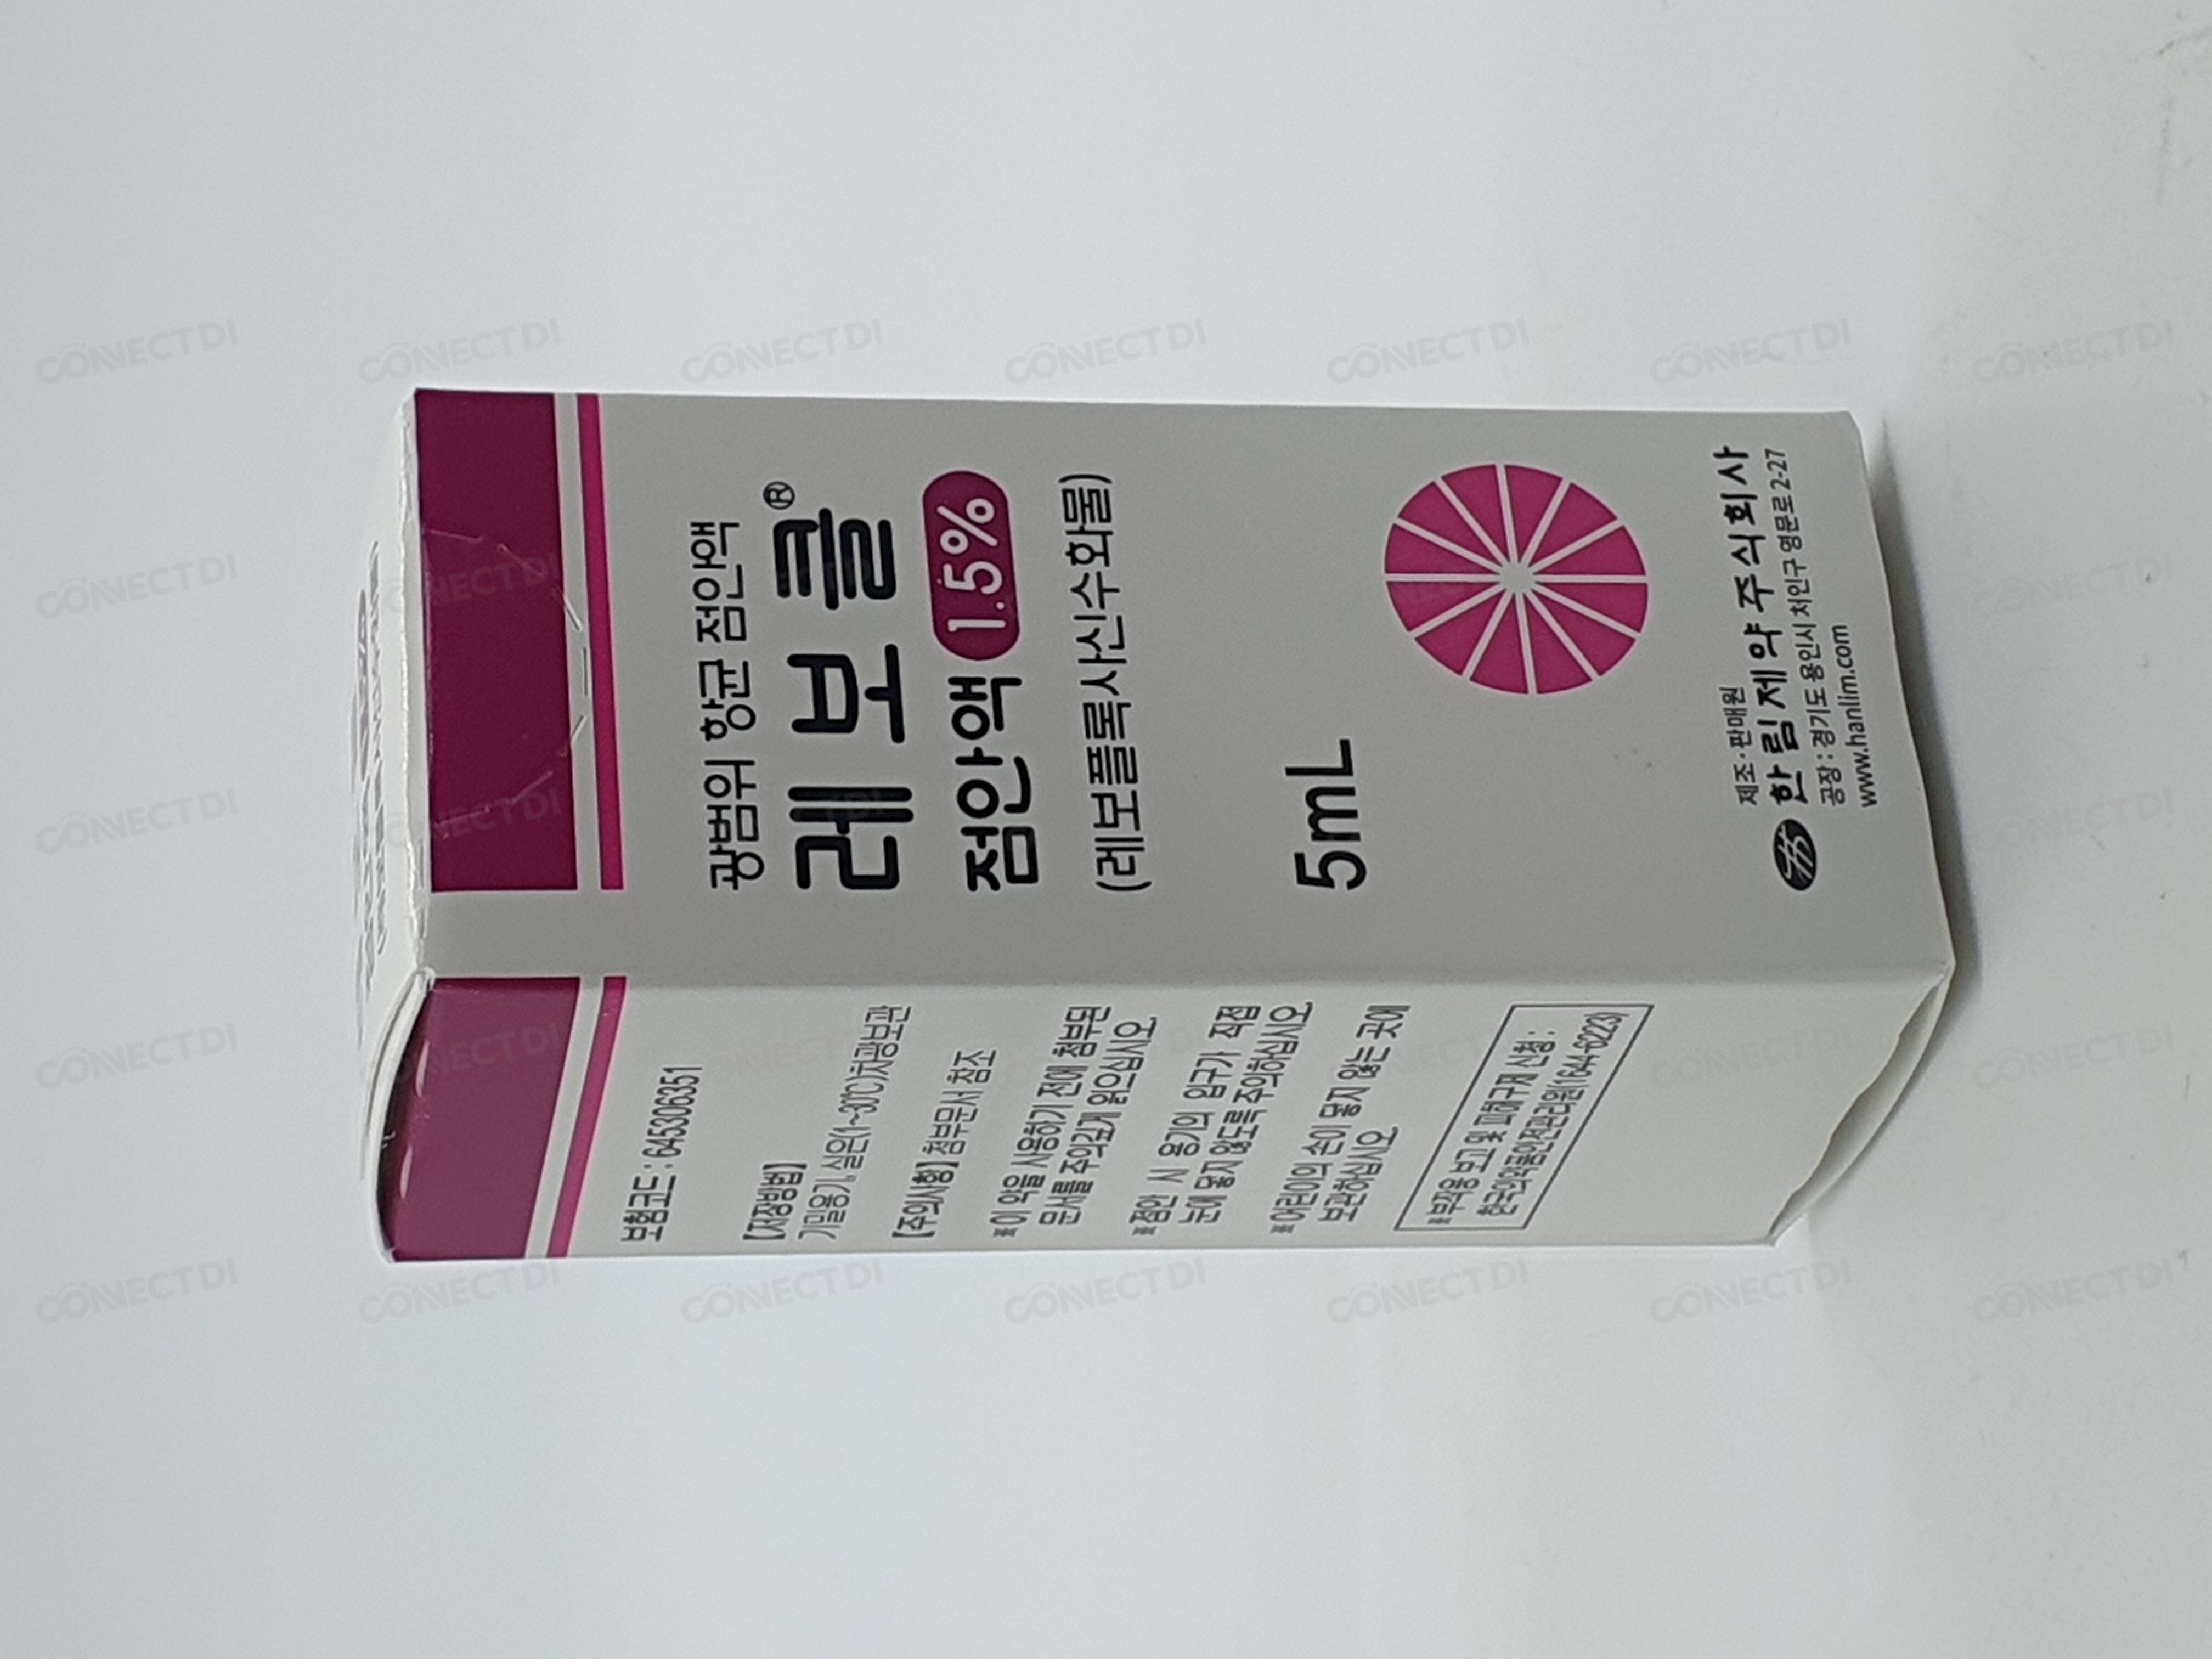 광범위 항균 점안액
레보클®
점안액 1.5%
(레보플록사신수화물)
5mL
제조·판매원
한림제약주식회사
공장 : 경기도 용인시 처인구 영문로 2-27
www.hanlim.com
보험코드 : 645306351
【저장방법】
기밀용기, 실온(1~30℃)차광보관
【주의사항】 첨부문서 참조
※이 약을 사용하기 전에 첨부된
문서를 주의깊게 읽으십시오.
※점안 시 용기의 입구가 직접
눈에 닿지 않도록 주의하십시오.
※어린이의 손이 닿지 않는 곳에
보관하십시오.
※부작용 보고 및 피해구제 신청 :
한국의약품안전관리원(1644-6223)
CONNECT DI